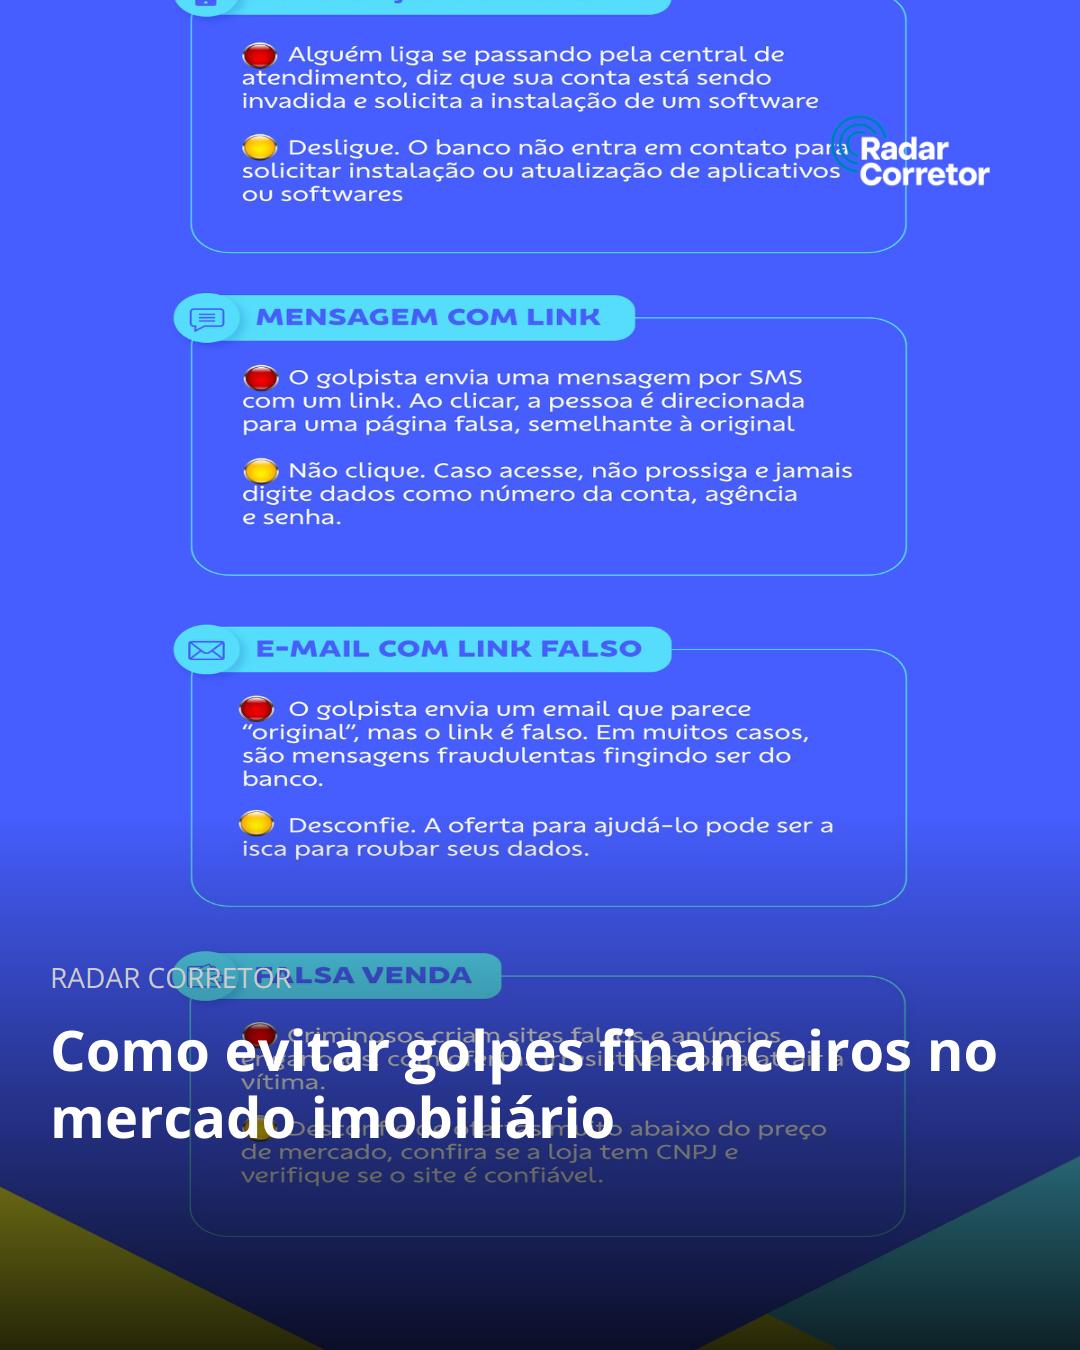 Alguém liga se passando pela central de
atendimento, diz que sua conta está sendo
invadida e solicita a instalação de um software
Desligue. O banco não entra em contato para
solicitar instalação ou atualização de aplicativos
ou softwares
Radar
Corretor
MENSAGEM COM LINK
O golpista envia uma mensagem por SMS
com um link. Ao clicar, a pessoa é direcionada
para uma página falsa, semelhante à original
Não clique. Caso acesse, não prossiga e jamais
digite dados como número da conta, agência
e senha.
E-MAIL COM LINK FALSO
O golpista envia um email que parece
“original”, mas o link é falso. Em muitos casos,
são mensagens fraudulentas fingindo ser do
banco.
Desconfie. A oferta para ajudá-lo pode ser a
isca para roubar seus dados.
RADAR CORRETOR
FALSA VENDA
Criminosos criam sites falsos e anúncios
vítima.
Como evitar golpes financeiros no
mercado imobiliário
Desconfie de ofertas muito abaixo do preço
de mercado, confira se a loja tem CNPJ e
verifique se o site é confiável.